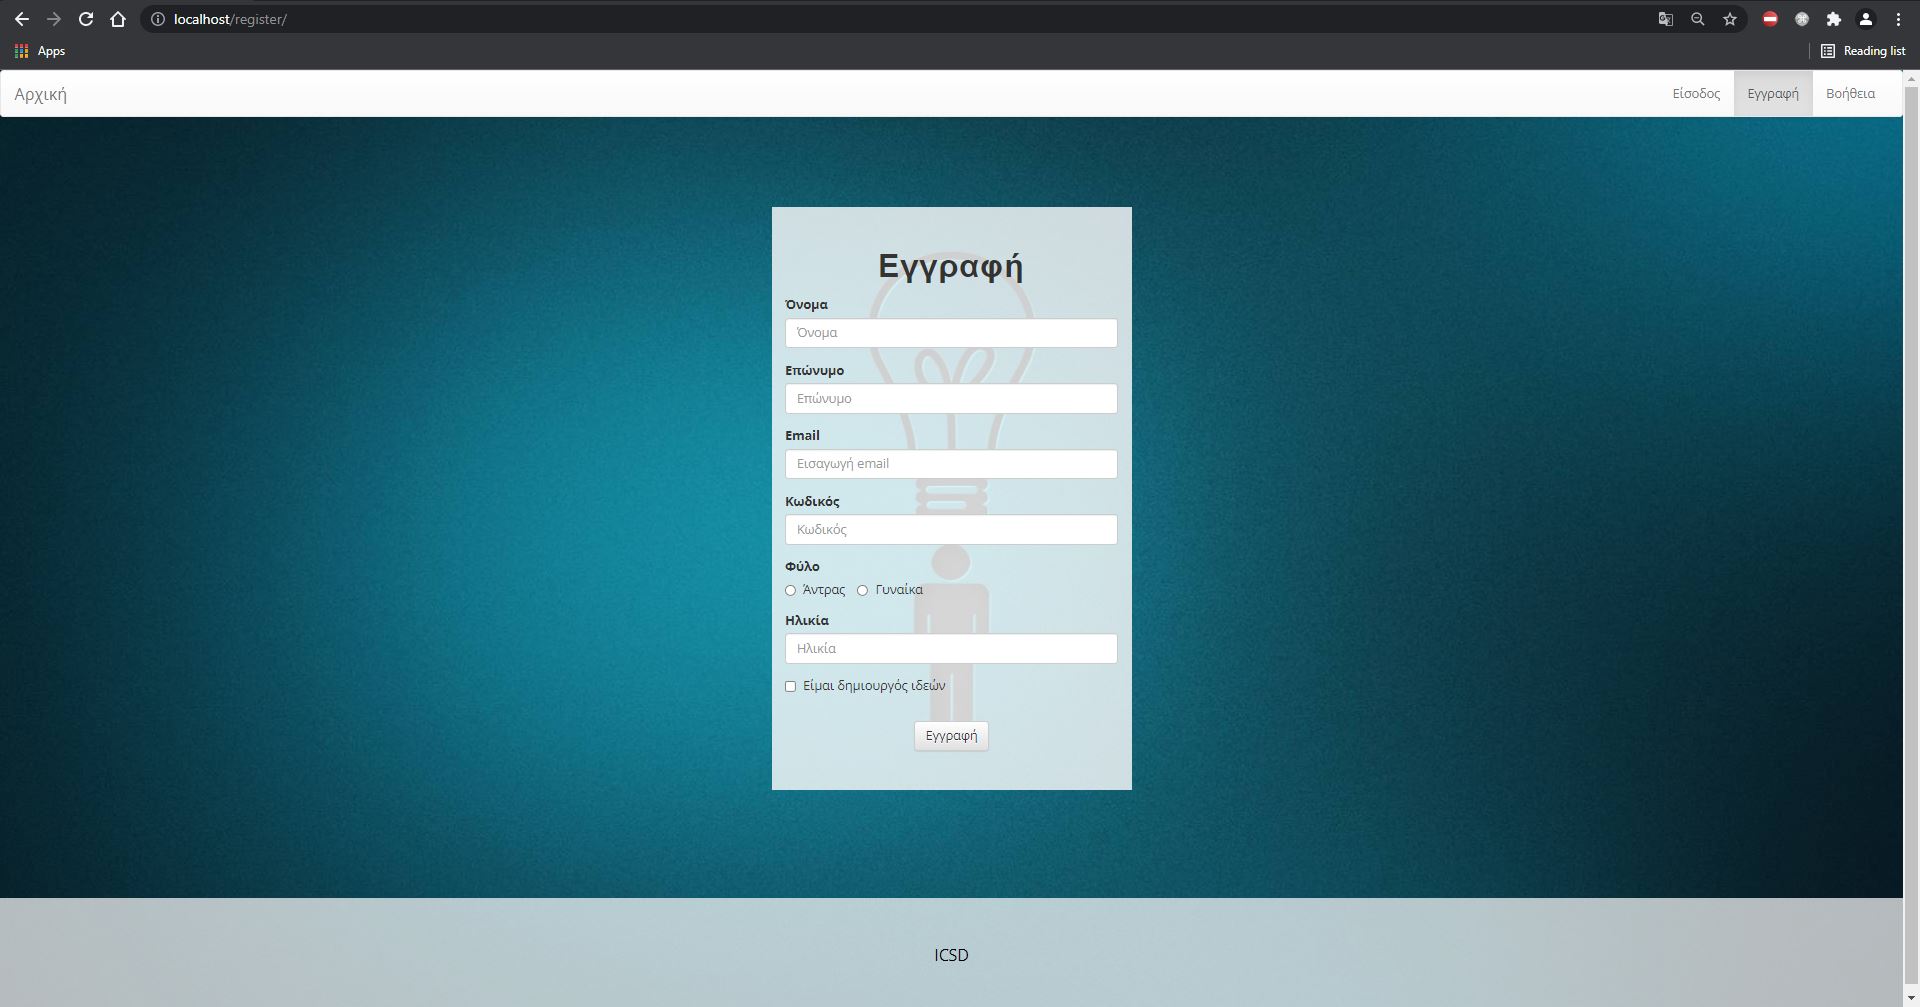 localhost/register/
Apps
Reading list
Αρχική
Είσοδος Εγγραφή Βοήθεια
Εγγραφή
Όνομα
Όνομα
Επώνυμο
Επώνυμο
Email
Εισαγωγή email
Κωδικός
Κωδικός
Φύλο
Άντρας Γυναίκα
Ηλικία
Ηλικία
Είμαι δημιουργός ιδεών
Εγγραφή
ICSD